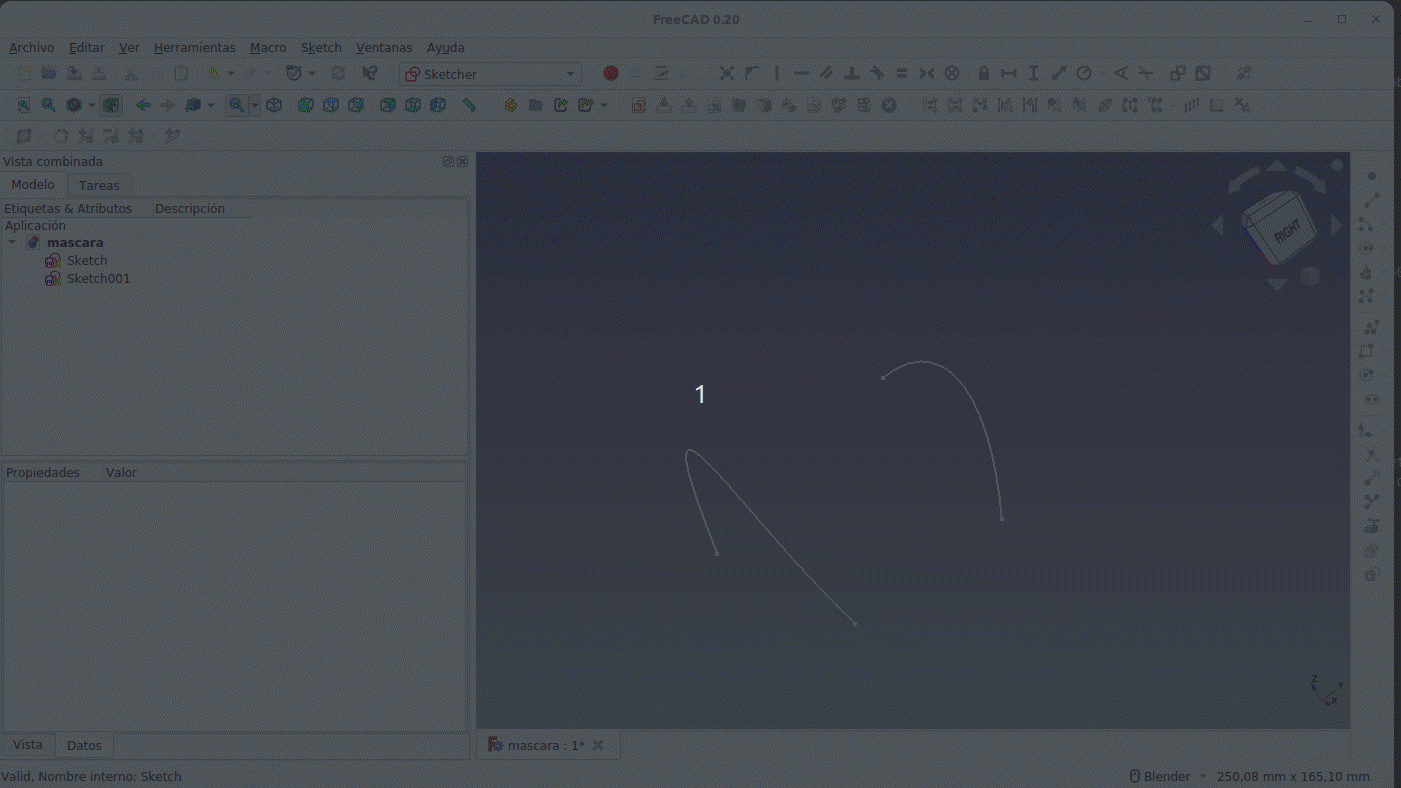 FreeCAD 0.20
Archivo Editar Ver Herramientas Macro Sketch Ventanas Ayuda
Sketcher
Vista combinada
Modelo Tareas
Etiquetas & Atributos Descripción
Aplicación
mascara
Sketch
Sketch001
RIGHT
1
Propiedades Valor
Z
Y
X
Vista Datos
mascara : 1*
Valid, Nombre interno: Sketch
Blender 250,08 mm x 165,10 mm